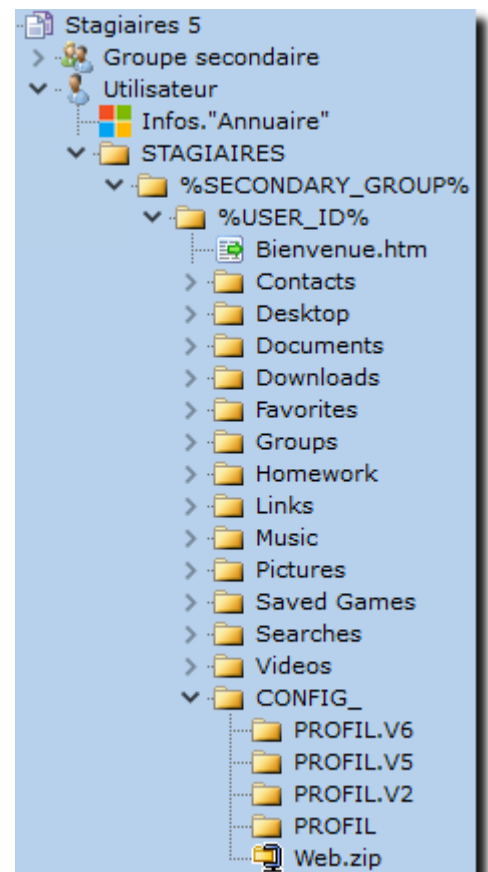 Stagiaires 5
Groupe secondaire
Utilisateur
Infos."Annuaire"
STAGIAIRES
%SECONDARY_GROUP%
%USER_ID%
Bienvenue.htm
Contacts
Desktop
Documents
Downloads
Favorites
Groups
Homework
Links
Music
Pictures
Saved Games
Searches
Videos
CONFIG_
PROFIL.V6
PROFIL.V5
PROFIL.V2
PROFIL
Web.zip